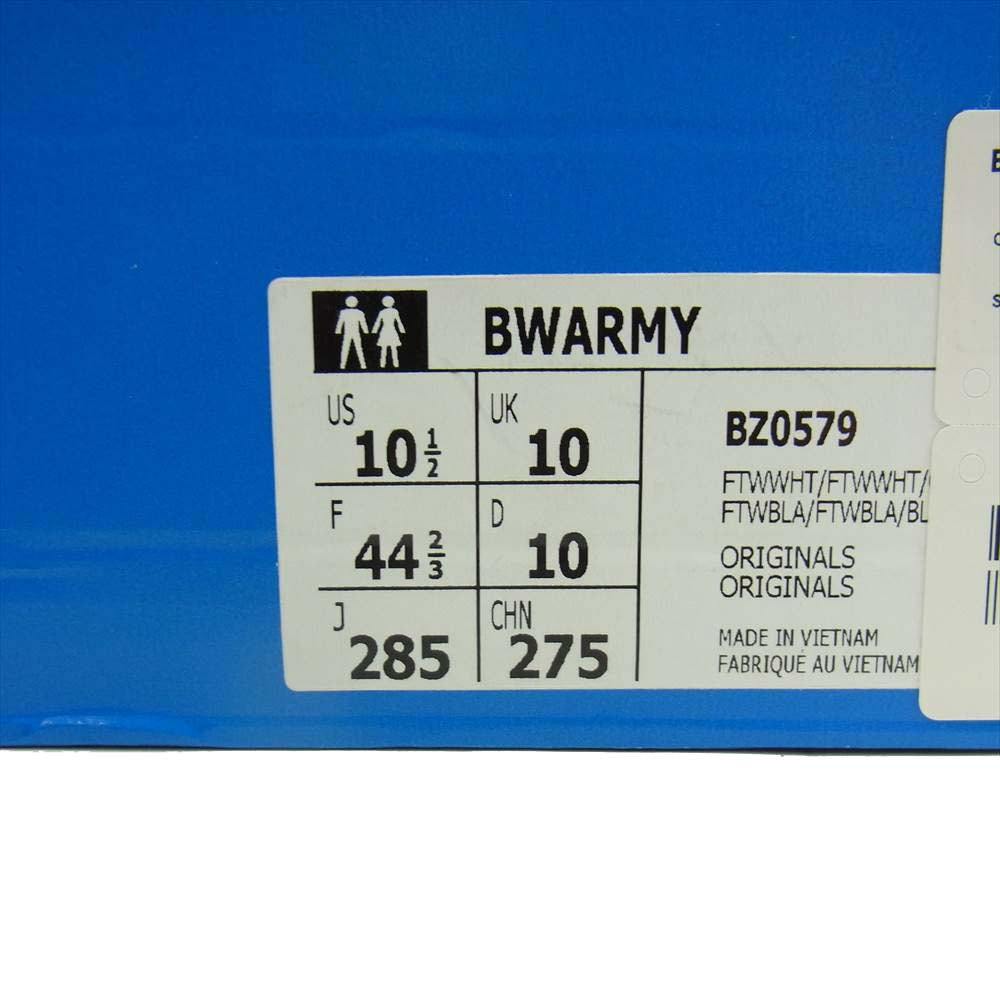 BWARMY
US 10 1/2 UK 10
F 44 2/3 D 10
J 285 CHN 275
BZ0579
FTWWHT/FTWWHT/
FTWBLA/FTWBLA/BL
ORIGINALS
ORIGINALS
MADE IN VIETNAM
FABRIQUÉ AU VIETNAM